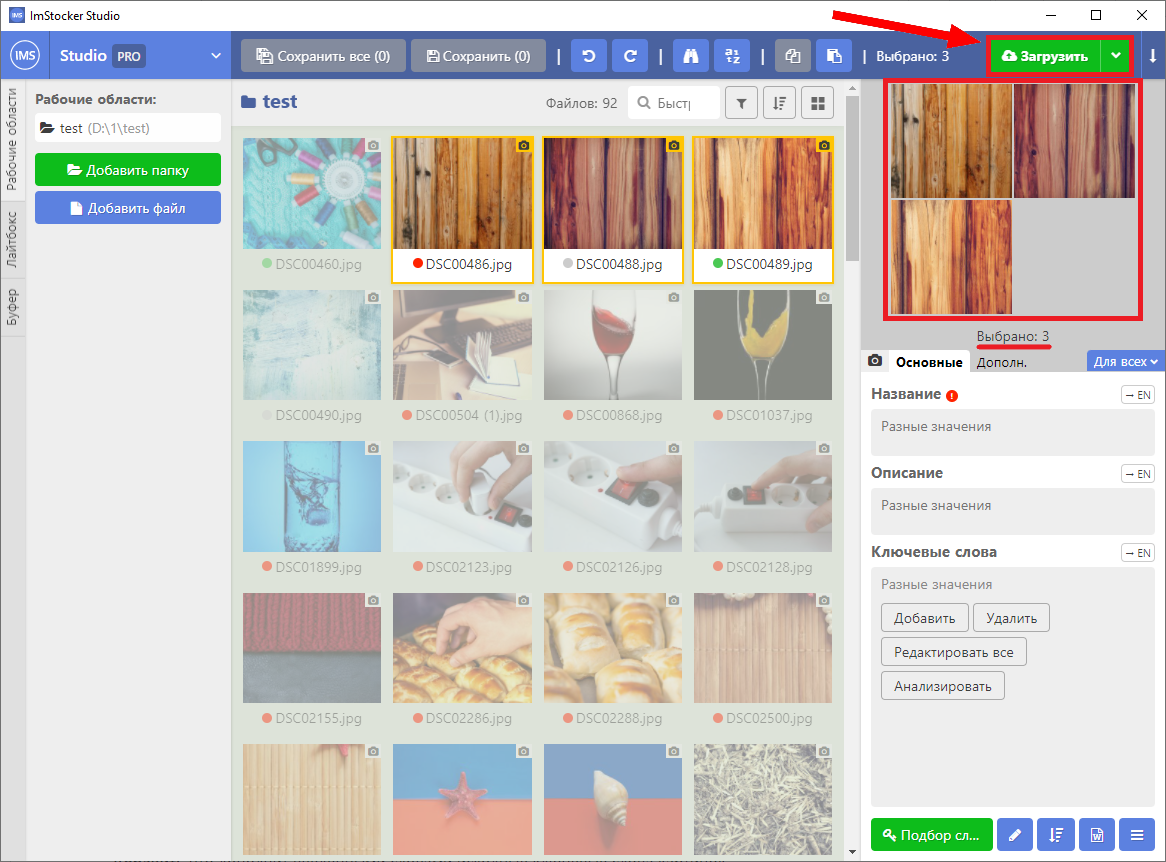 IMS ImStocker Studio
IMS Studio PRO
Сохранить все (0) Сохранить (0) Выбрано: 3 Загрузить
Рабочие области
Лайтбокс
Буфер
Рабочие области:
test (D:\1\test)
Добавить папку
Добавить файл
test Файлов: 92 Быстр
DSC00460.jpg DSC00486.jpg DSC00488.jpg DSC00489.jpg
DSC00490.jpg DSC00504 (1).jpg DSC00868.jpg DSC01037.jpg
DSC01899.jpg DSC02123.jpg DSC02126.jpg DSC02128.jpg
DSC02155.jpg DSC02286.jpg DSC02288.jpg DSC02500.jpg
Выбрано: 3
Основные Дополн. Для всех
Название → EN
Разные значения
Описание → EN
Разные значения
Ключевые слова → EN
Разные значения
Добавить Удалить
Редактировать все
Анализировать
Подбор сл...